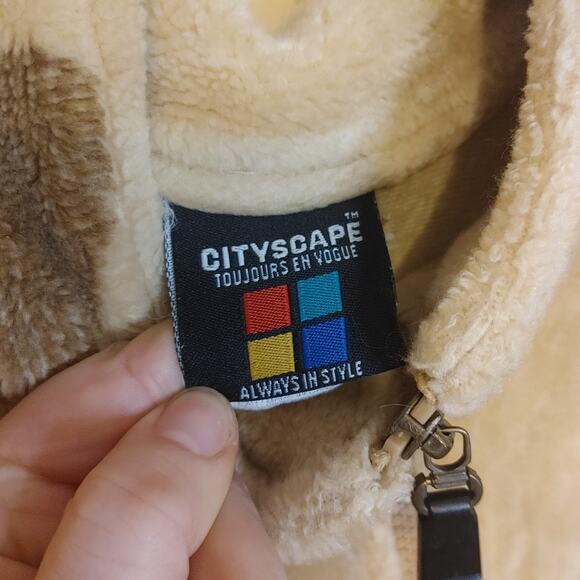 CITYSCAPE™
TOUJOURS EN VOGUE
ALWAYS IN STYLE